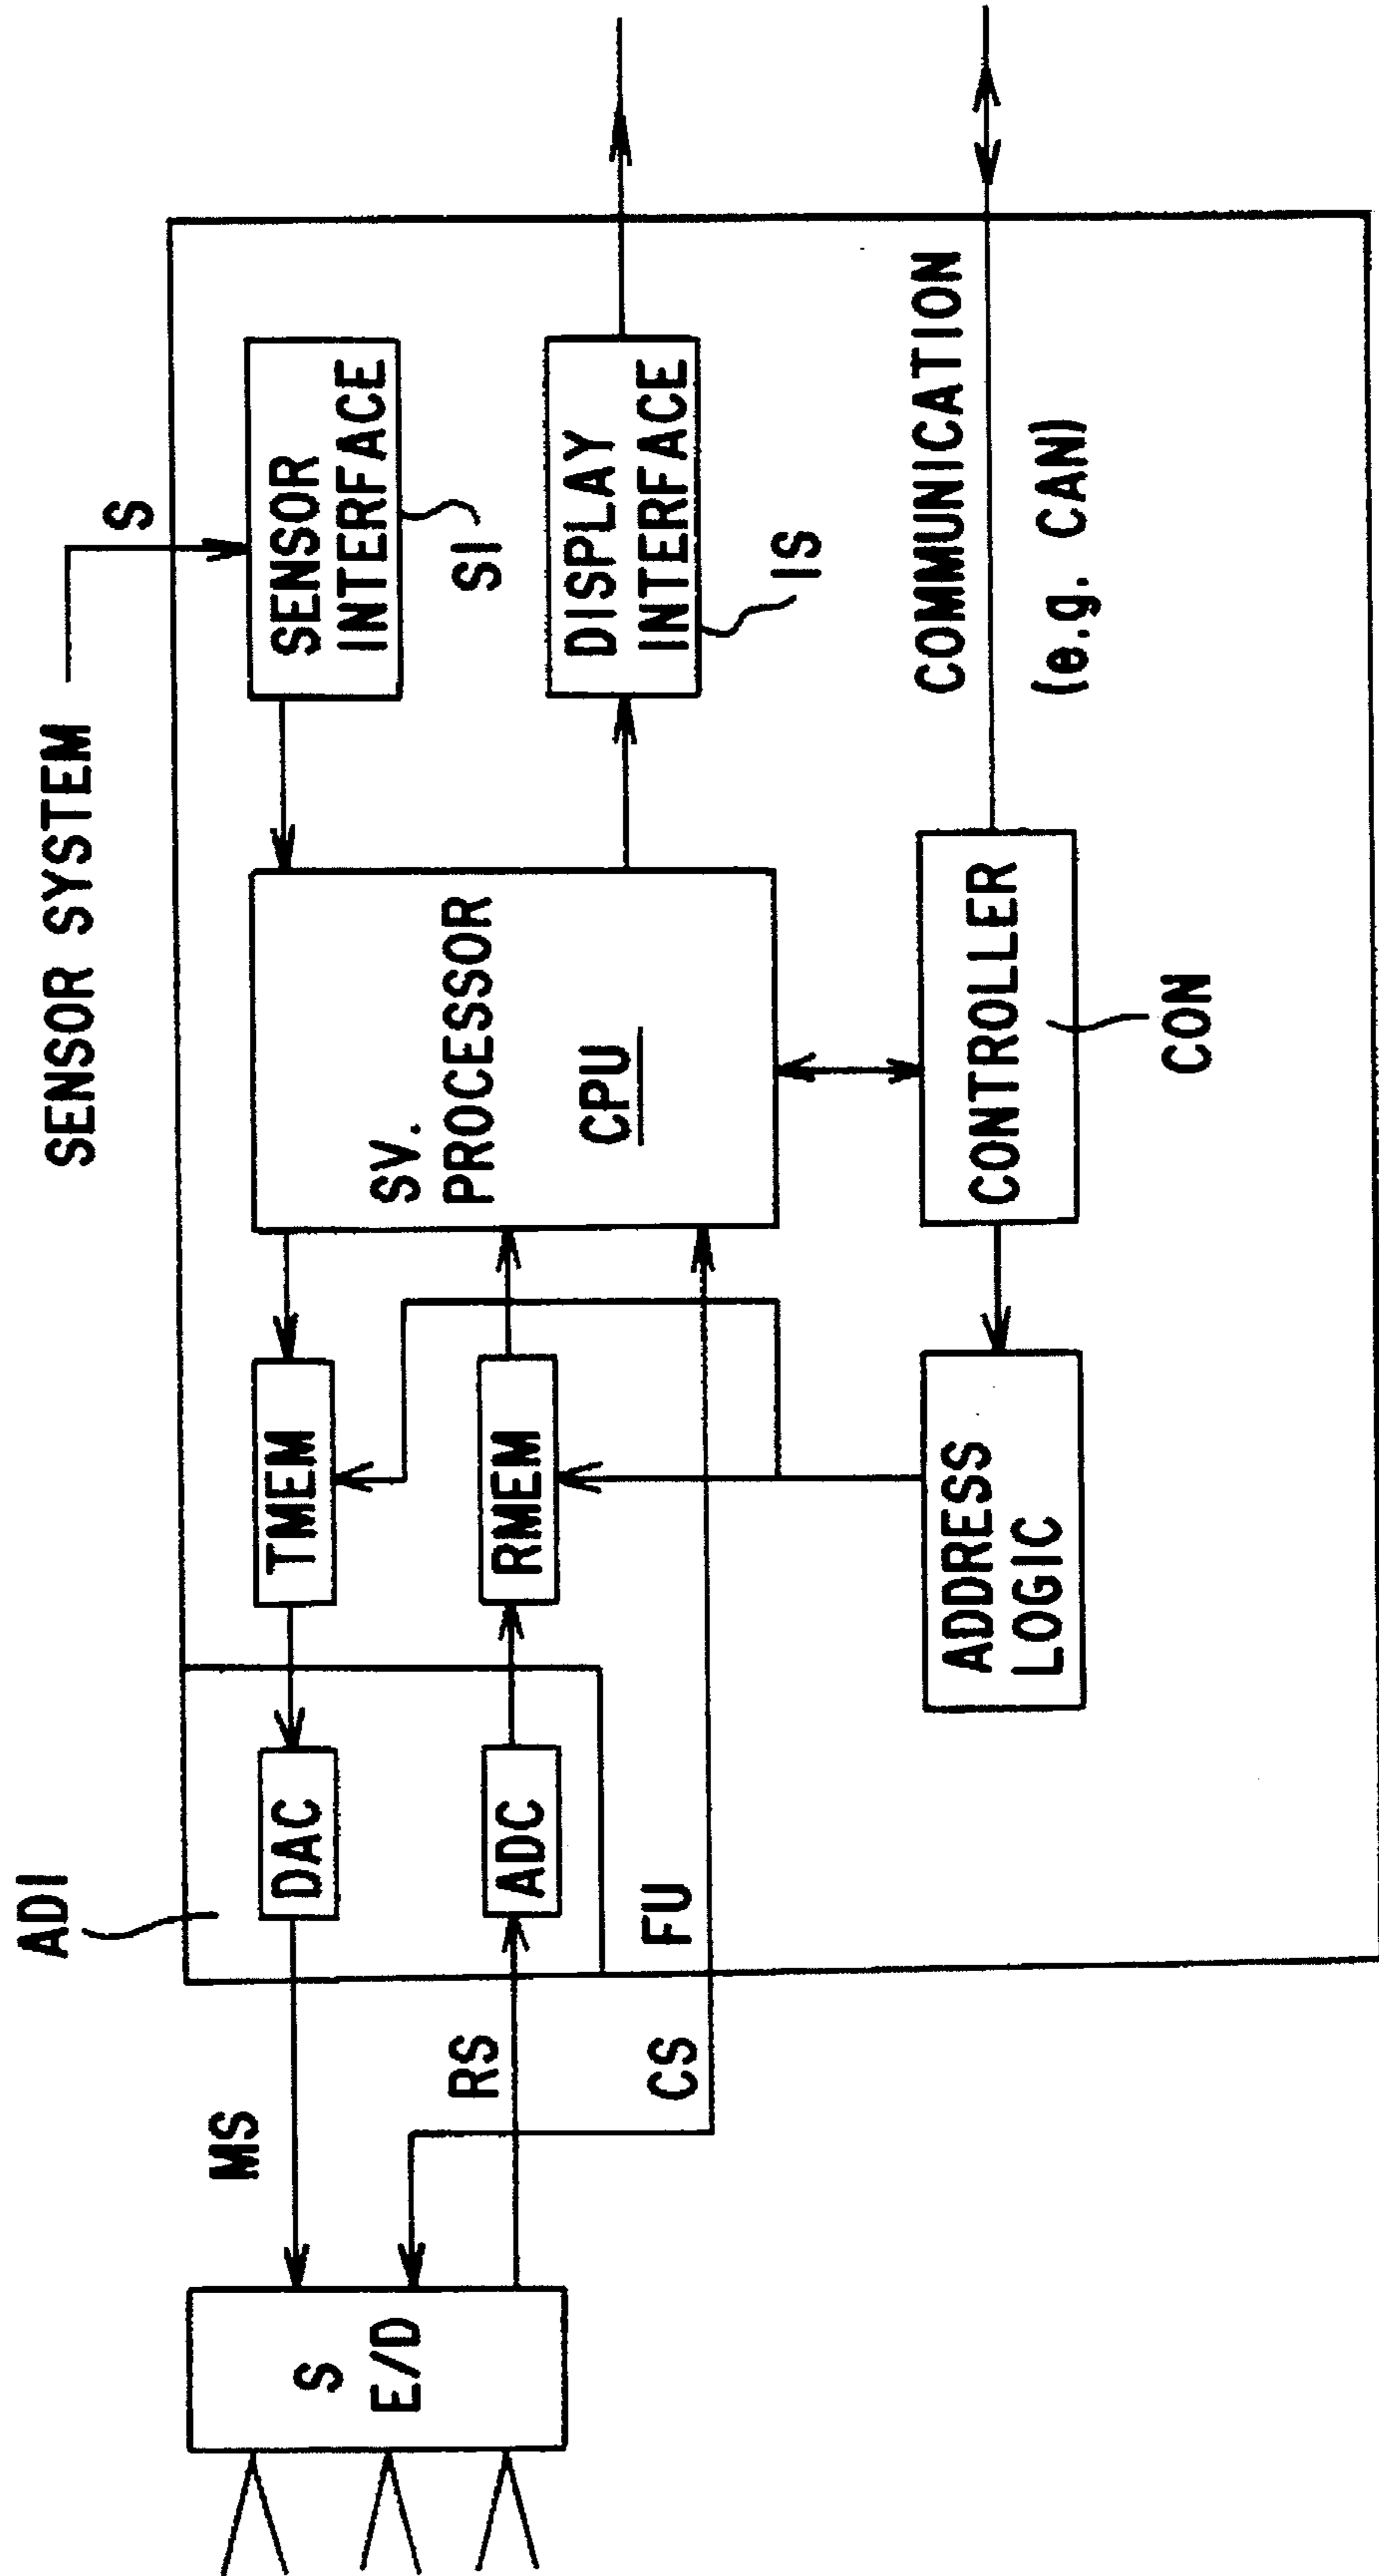 SENSOR SYSTEM
S
ADI
DAC
TMEM
SENSOR
INTERFACE
SI
MS
S
E/D
RS
ADC
RMEM
SV.
PROCESSOR
CPU
DISPLAY
INTERFACE
IS
CS
FU
ADDRESS
LOGIC
CONTROLLER
CON
COMMUNICATION
(e.g. CAN)